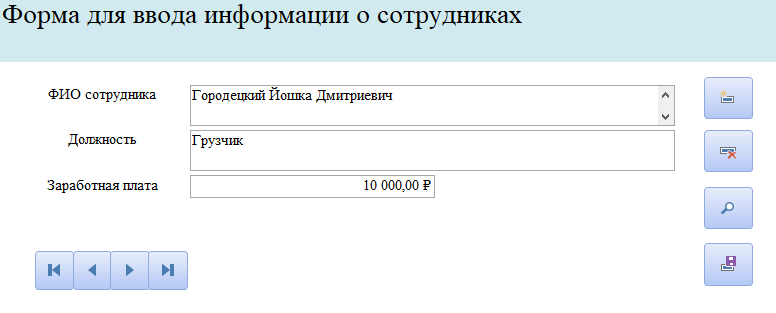 Форма для ввода информации о сотрудниках
ФИО сотрудника
Городецкий Йошка Дмитриевич
Должность
Грузчик
Заработная плата
10 000,00 ₽